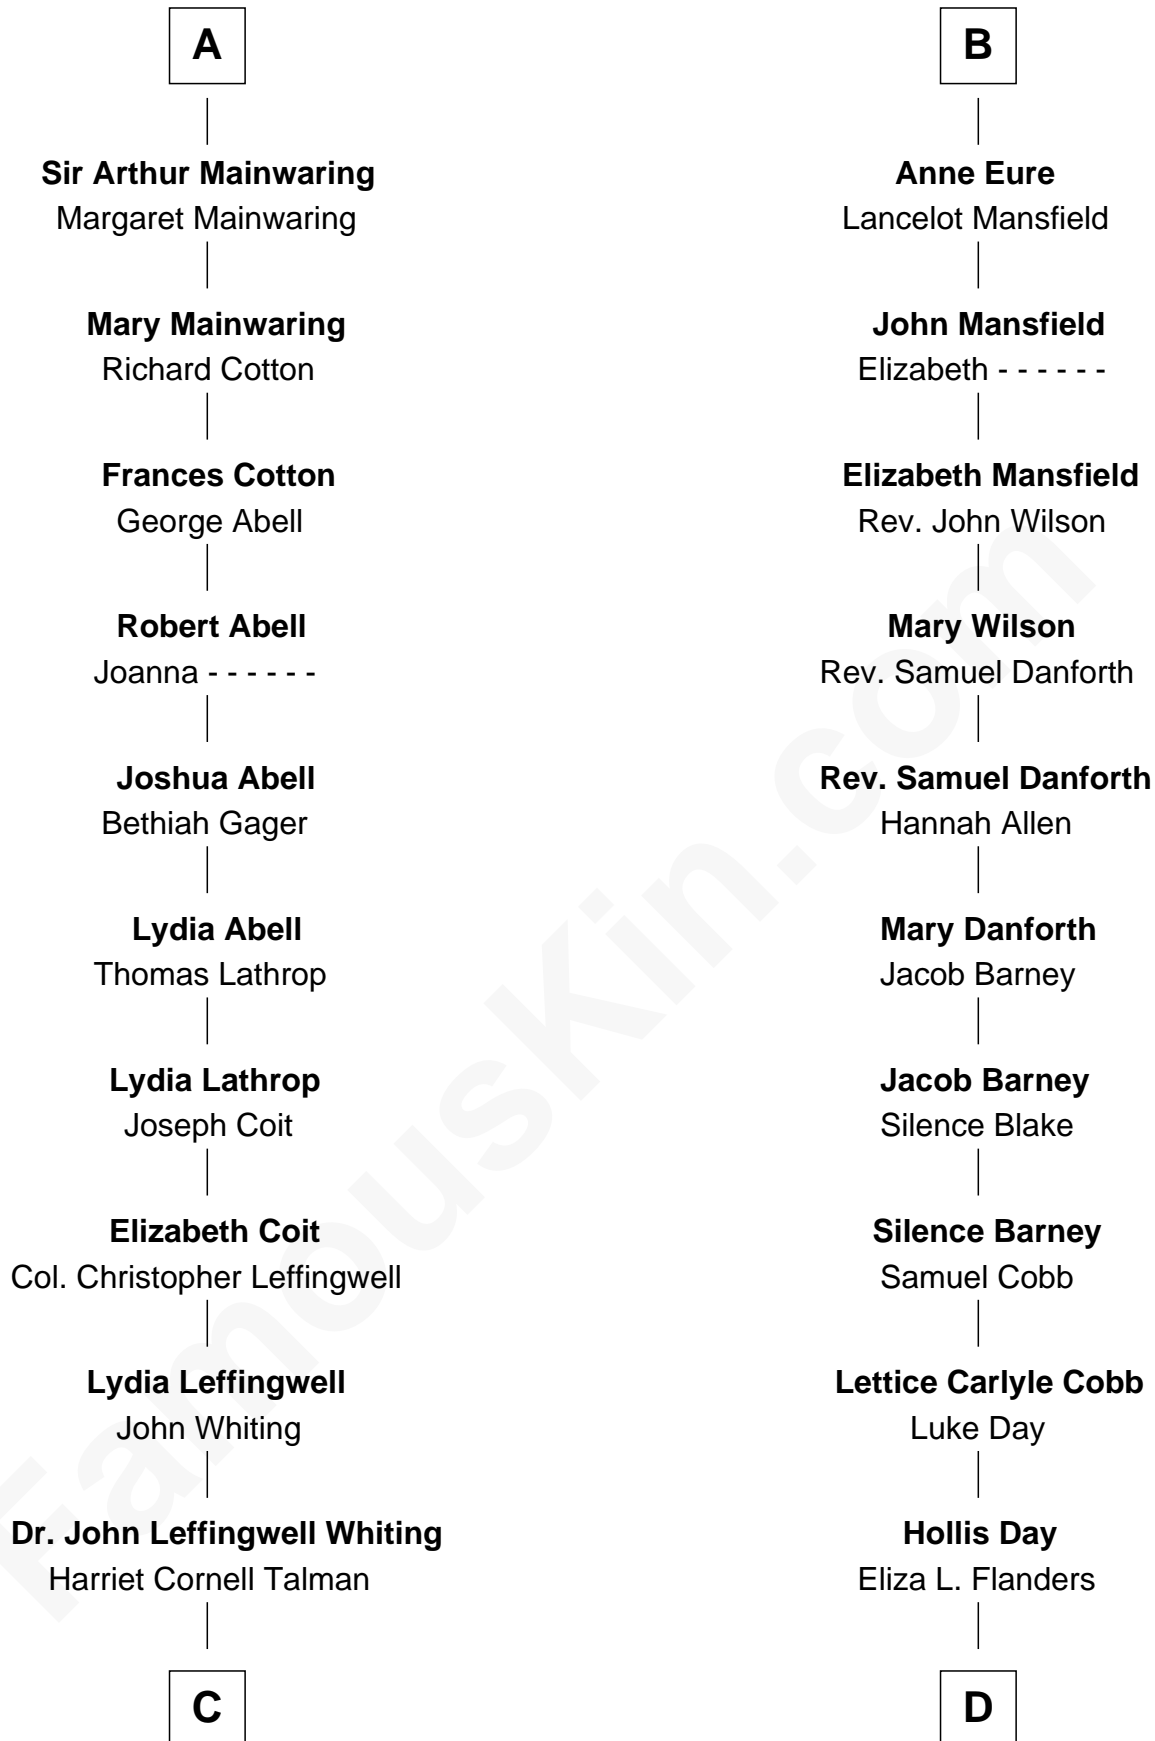 A
Sir Arthur Mainwaring
Margaret Mainwaring
Mary Mainwaring
Richard Cotton
Frances Cotton
George Abell
Robert Abell
Joanna - - - - - -
Joshua Abell
Bethiah Gager
Lydia Abell
Thomas Lathrop
Lydia Lathrop
Joseph Coit
Elizabeth Coit
Col. Christopher Leffingwell
Lydia Leffingwell
John Whiting
Dr. John Leffingwell Whiting
Harriet Cornell Talman
C
B
Anne Eure
Lancelot Mansfield
John Mansfield
Elizabeth - - - - - -
Elizabeth Mansfield
Rev. John Wilson
Mary Wilson
Rev. Samuel Danforth
Rev. Samuel Danforth
Hannah Allen
Mary Danforth
Jacob Barney
Jacob Barney
Silence Blake
Silence Barney
Samuel Cobb
Lettice Carlyle Cobb
Luke Day
Hollis Day
Eliza L. Flanders
D
FamousKin.com